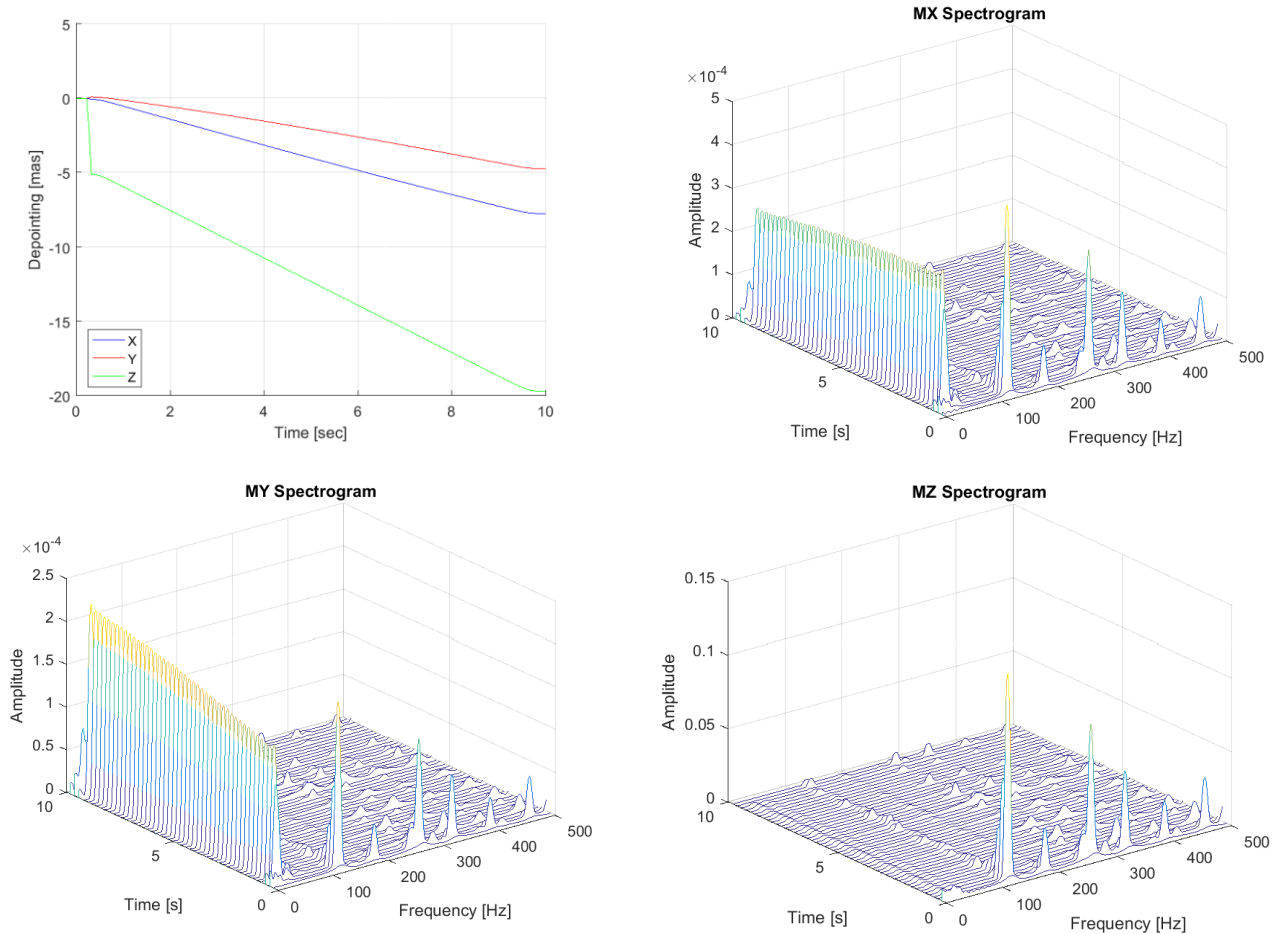 5
0
-5
-10
-15
-20
Depointing [mas]
X
Y
Z
0 2 4 6 8 10
Time [sec]
MX Spectrogram
×10-4
5
4
3
2
1
0
Amplitude
10
5
0
Time [s]
0
100
200
300
400
500
Frequency [Hz]
MY Spectrogram
×10-4
2.5
2
1.5
1
0.5
0
Amplitude
10
5
0
Time [s]
0
100
200
300
400
500
Frequency [Hz]
MZ Spectrogram
0.15
0.1
0.05
0
Amplitude
10
5
0
Time [s]
0
100
200
300
400
500
Frequency [Hz]